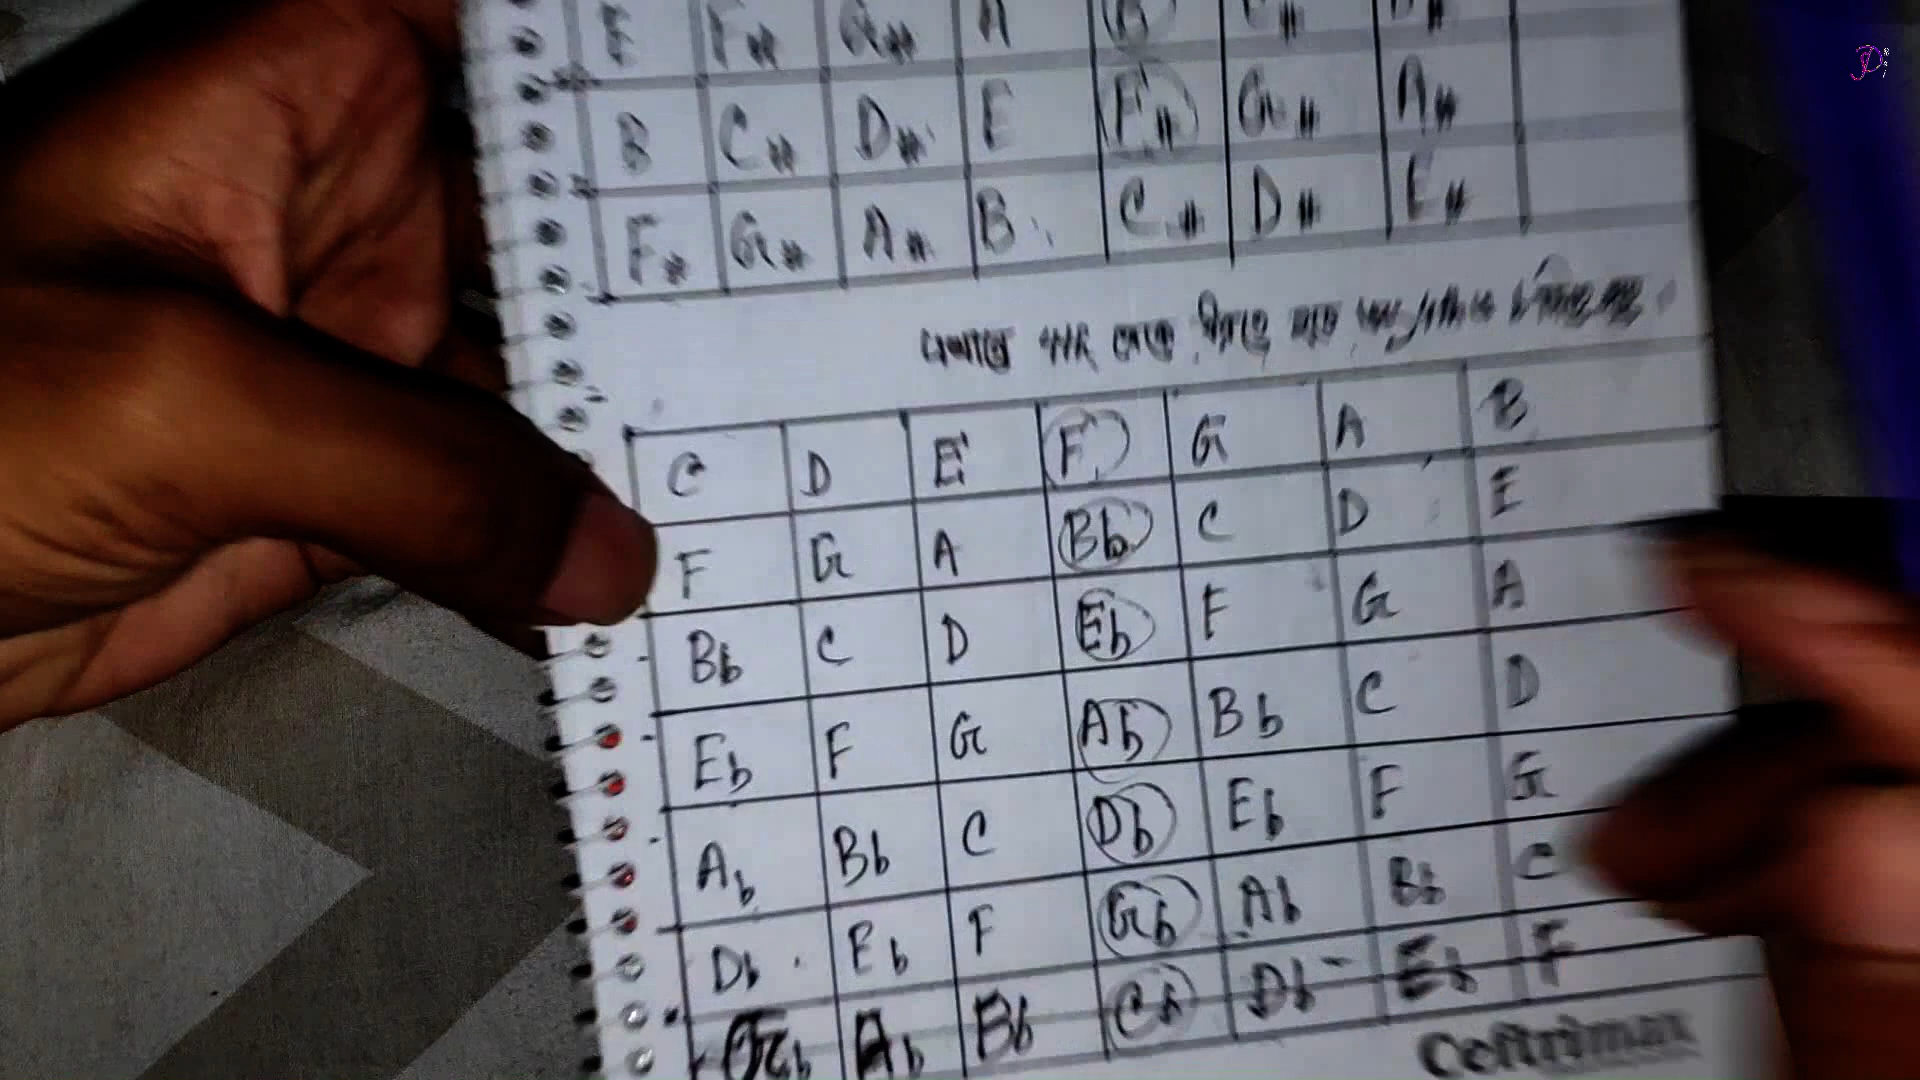 E F# G# A B C# D#
B C# D# E F# G# A#
F# G# A# B C# D# E#
C D E F G A B
F G A Bb C D E
Bb C D Eb F G A
Eb F G Ab Bb C D
Ab Bb C Db Eb F G
Db Eb F Gb Ab Bb C
Gb Ab Bb Cb Db Eb F
Ceftrimax